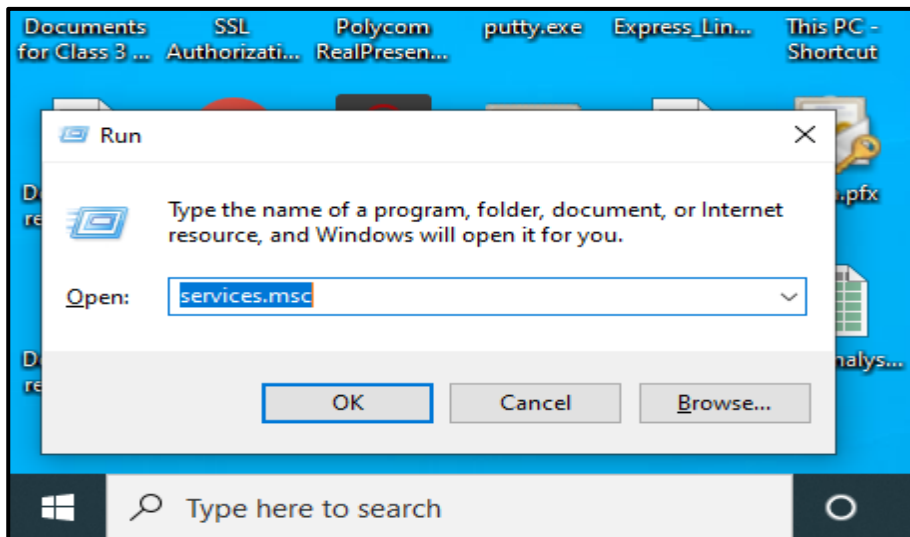 Documents
for Class 3 ...
SSL
Authorizati...
Polycom
RealPresen...
putty.exe
Express_Lin...
This PC -
Shortcut
Run
.pfx
Type the name of a program, folder, document, or Internet
resource, and Windows will open it for you.
Open:
services.msc
OK
Cancel
Browse...
Type here to search